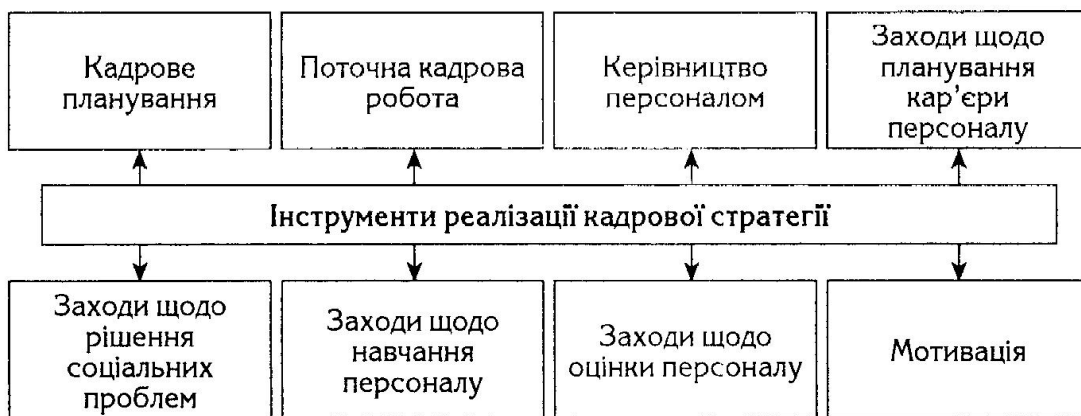 Кадрове
планування
Поточна кадрова
робота
Керівництво
персоналом
Заходи щодо
планування
кар’єри
персоналу
Інструменти реалізації кадрової стратегії
Заходи щодо
рішення
соціальних
проблем
Заходи щодо
навчання
персоналу
Заходи щодо
оцінки персоналу
Мотивація